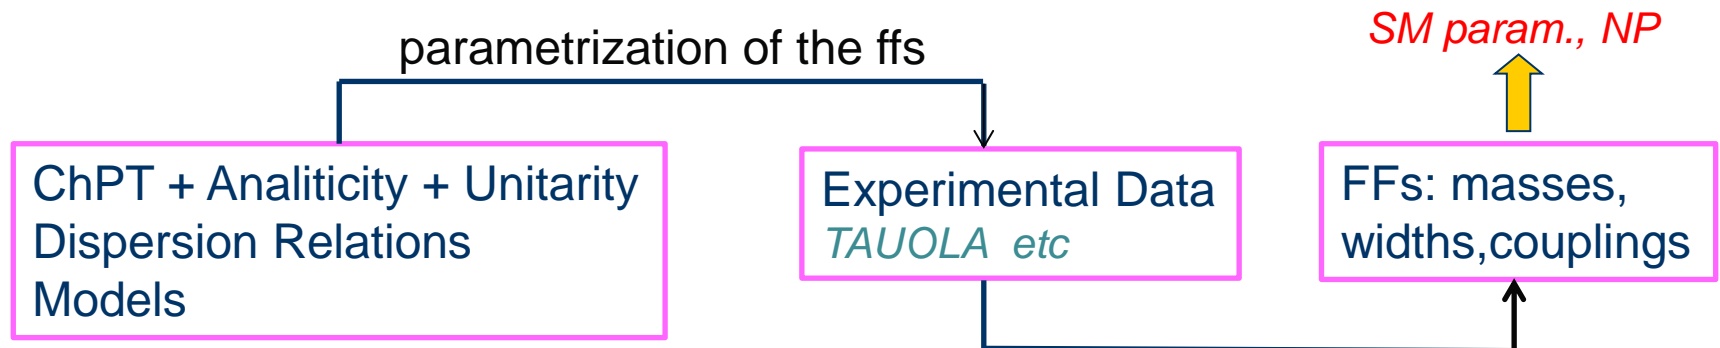 parametrization of the ffs
SM param., NP
ChPT + Analiticity + Unitarity
Dispersion Relations
Models
Experimental Data
TAUOLA etc
FFs: masses,
widths,couplings